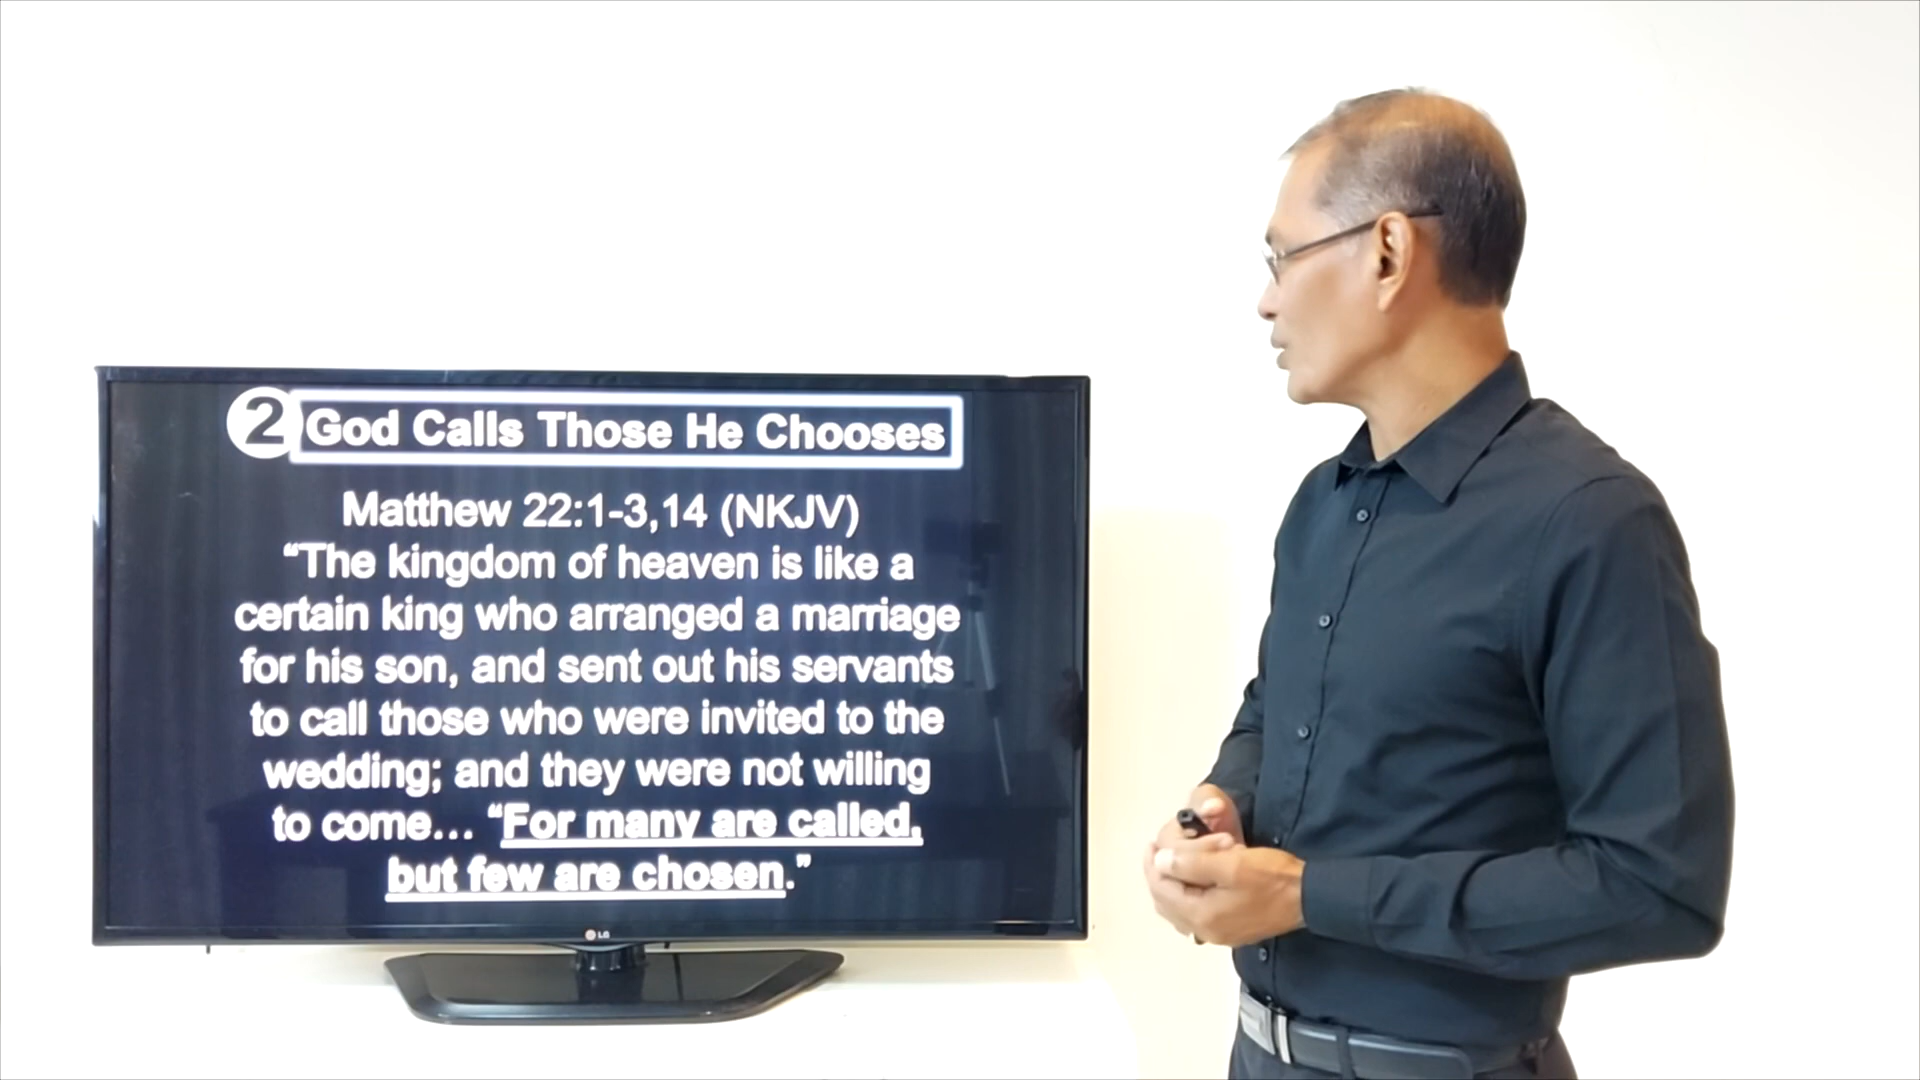 2 God Calls Those He Chooses
Matthew 22:1-3,14 (NKJV)
“The kingdom of heaven is like a
certain king who arranged a marriage
for his son, and sent out his servants
to call those who were invited to the
wedding; and they were not willing
to come... “For many are called,
but few are chosen.”
LG